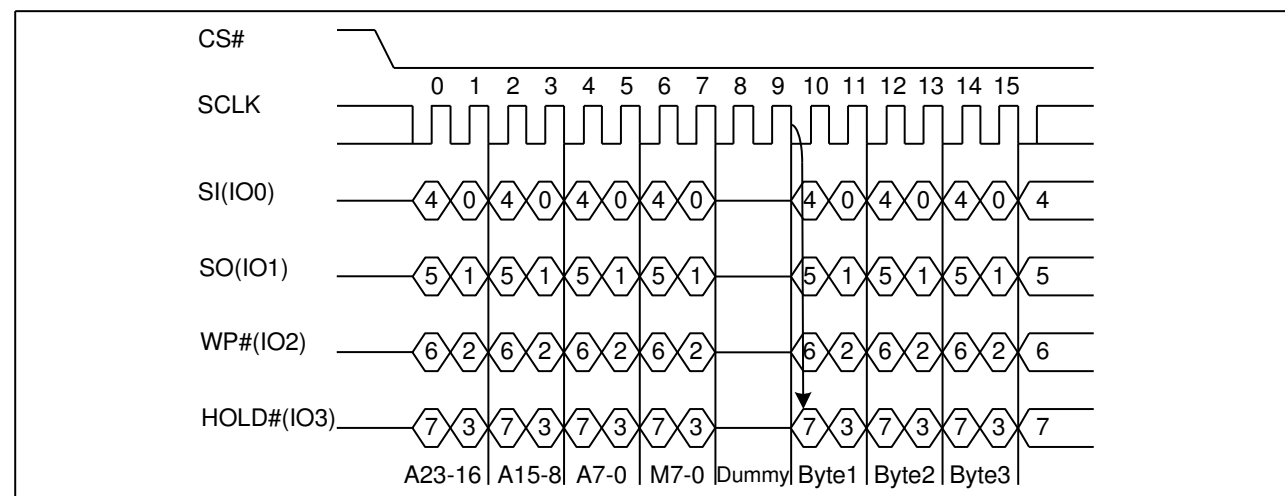 CS#
0 1 2 3 4 5 6 7 8 9 10 11 12 13 14 15
SCLK
SI(IO0) 4 0 4 0 4 0 4 0 4 0 4 0 4 0 4
SO(IO1) 5 1 5 1 5 1 5 1 5 1 5 1 5 1 5
WP#(IO2) 6 2 6 2 6 2 6 2 6 2 6 2 6 2 6
HOLD#(IO3) 7 3 7 3 7 3 7 3 7 3 7 3 7 3 7
A23-16 A15-8 A7-0 M7-0 Dummy Byte1 Byte2 Byte3